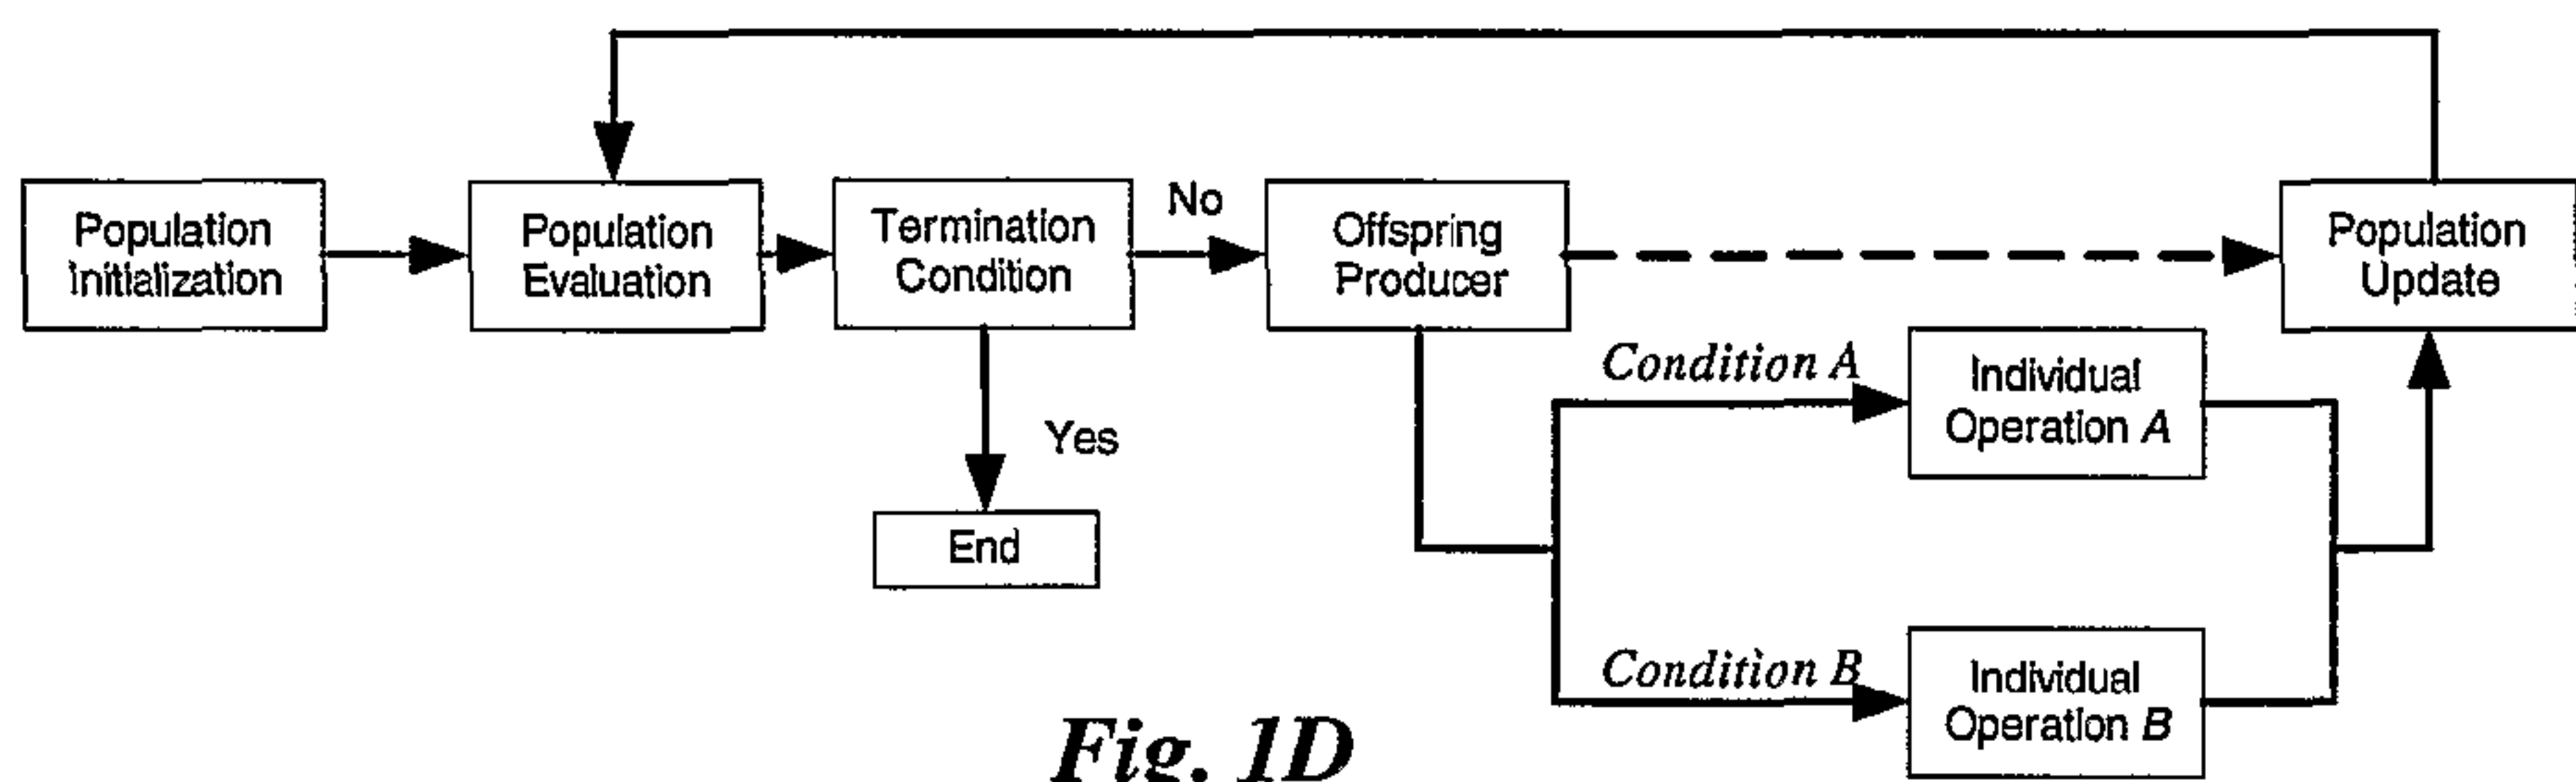 Population
Initialization
Population
Evaluation
Termination
Condition
No
Offspring
Producer
Population
Update
Yes
End
Condition A
Individual
Operation A
Condition B
Individual
Operation B
Fig. 1D